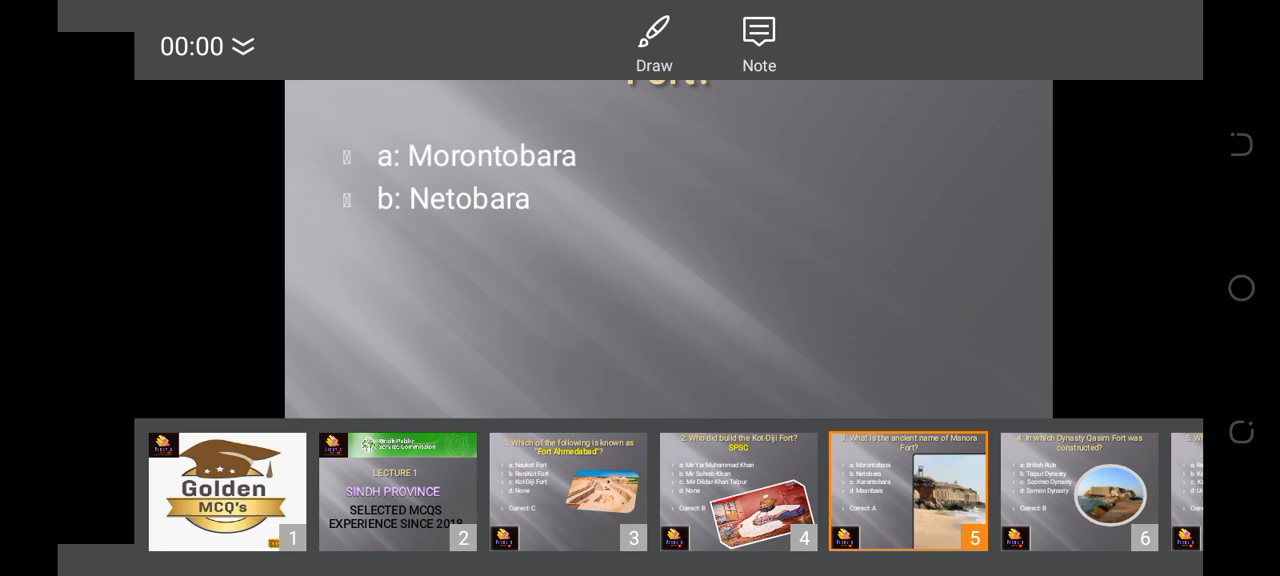 00:00
Draw
Note
Fort?
a: Morontobara
b: Netobara
Golden
MCQ's
1
Sindh Public
Service Commission
LECTURE 1
SINDH PROVINCE
SELECTED MCQS
EXPERIENCE SINCE 2018
2
1: Which of the following is known as
"Fort Ahmedabad"?
a: Naukot Fort
b: RaniKot Fort
c: Kot-Diji Fort
d: None
Correct: C
3
2: Who did build the Kot-Diji Fort?
SPSC
a: Mir Yar Muhammad Khan
b: Mir Sohrab Khan
c: Mir Dildar Khan Talpur
d: None
Correct: B
4
3: What is the ancient name of Manora
Fort?
a: Morontobara
b: Netobara
c: Karantobara
d: Maanbara
Correct: A
5
4: In which Dynasty Qasim Fort was
constructed?
a: British Rule
b: Talpur Dynasty
c: Soomro Dynasty
d: Samon Dynasty
Correct: B
6